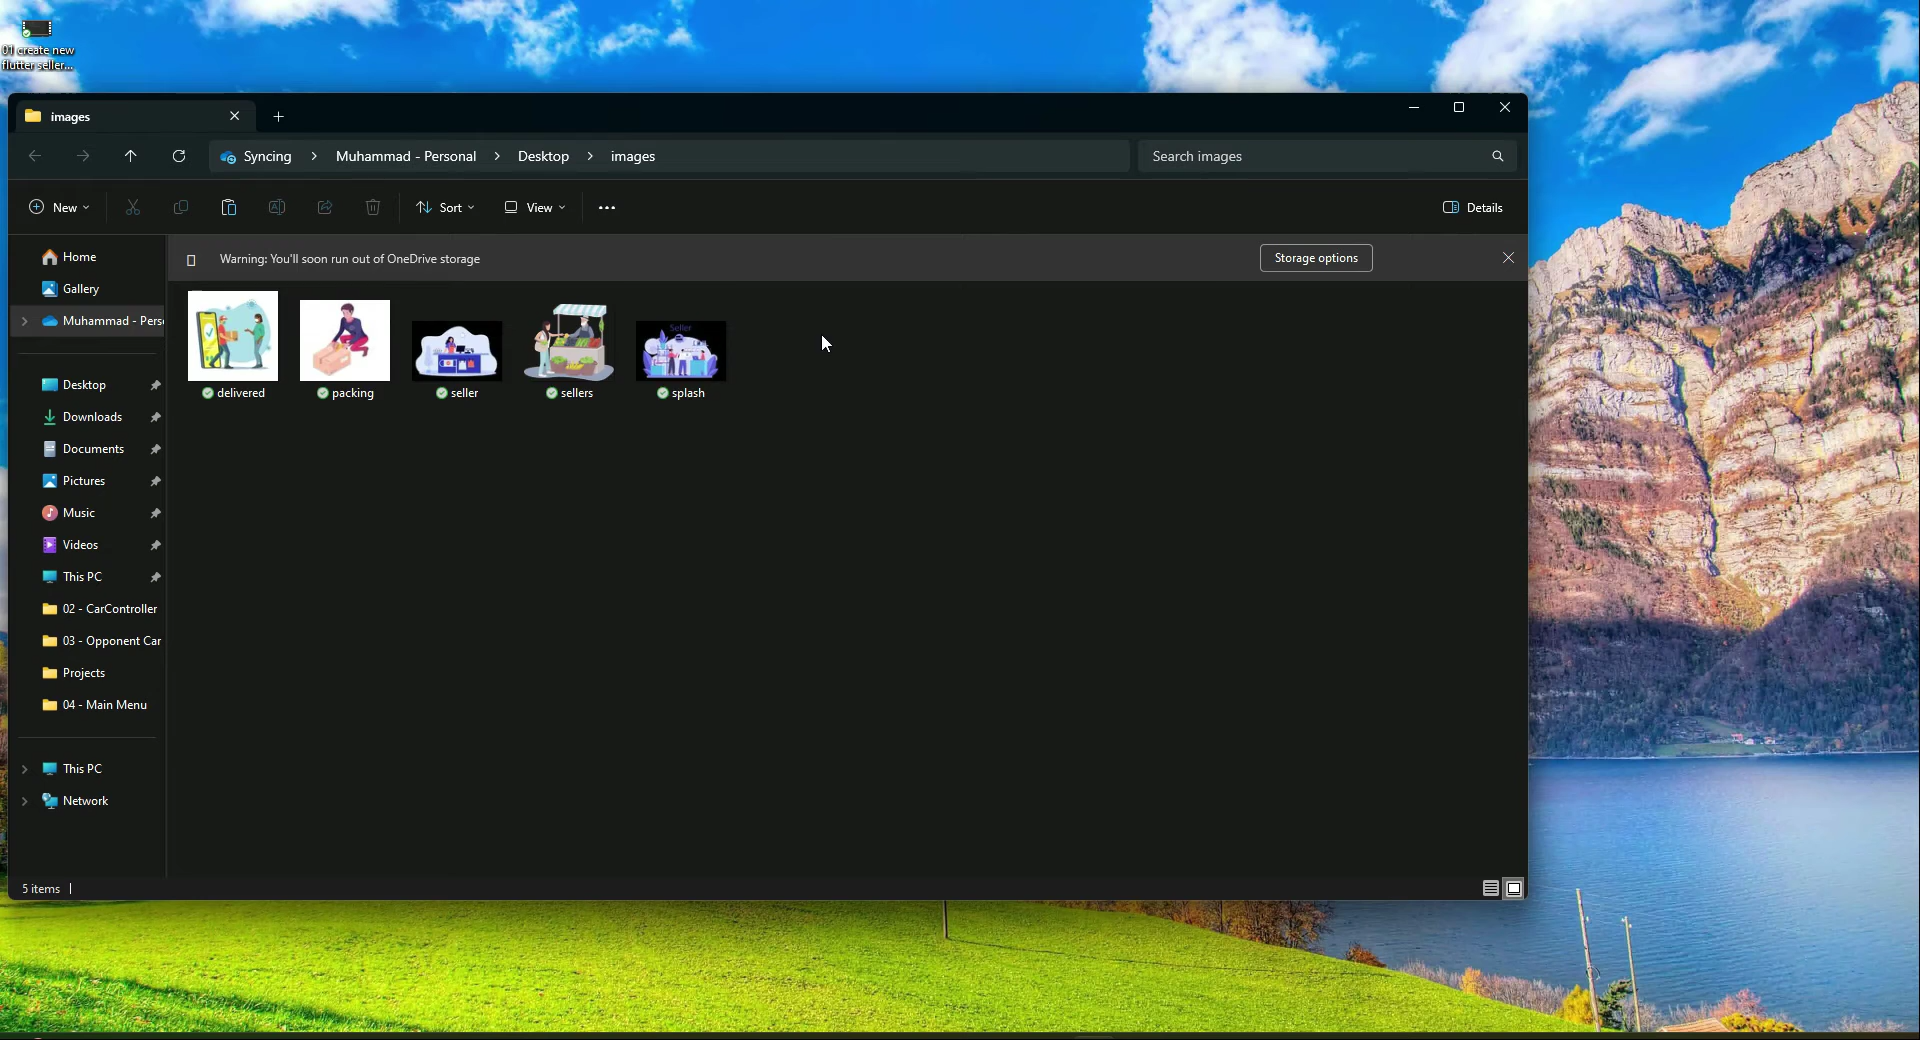 01 create new
flutter seller...
images
Syncing > Muhammad - Personal > Desktop > images
Search images
New
Sort
View
Details
Warning: You'll soon run out of OneDrive storage
Storage options
Home
Gallery
Muhammad - Pers
Desktop
Downloads
Documents
Pictures
Music
Videos
This PC
02 - CarController
03 - Opponent Car
Projects
04 - Main Menu
This PC
Network
Seller
delivered
packing
seller
sellers
splash
5 items